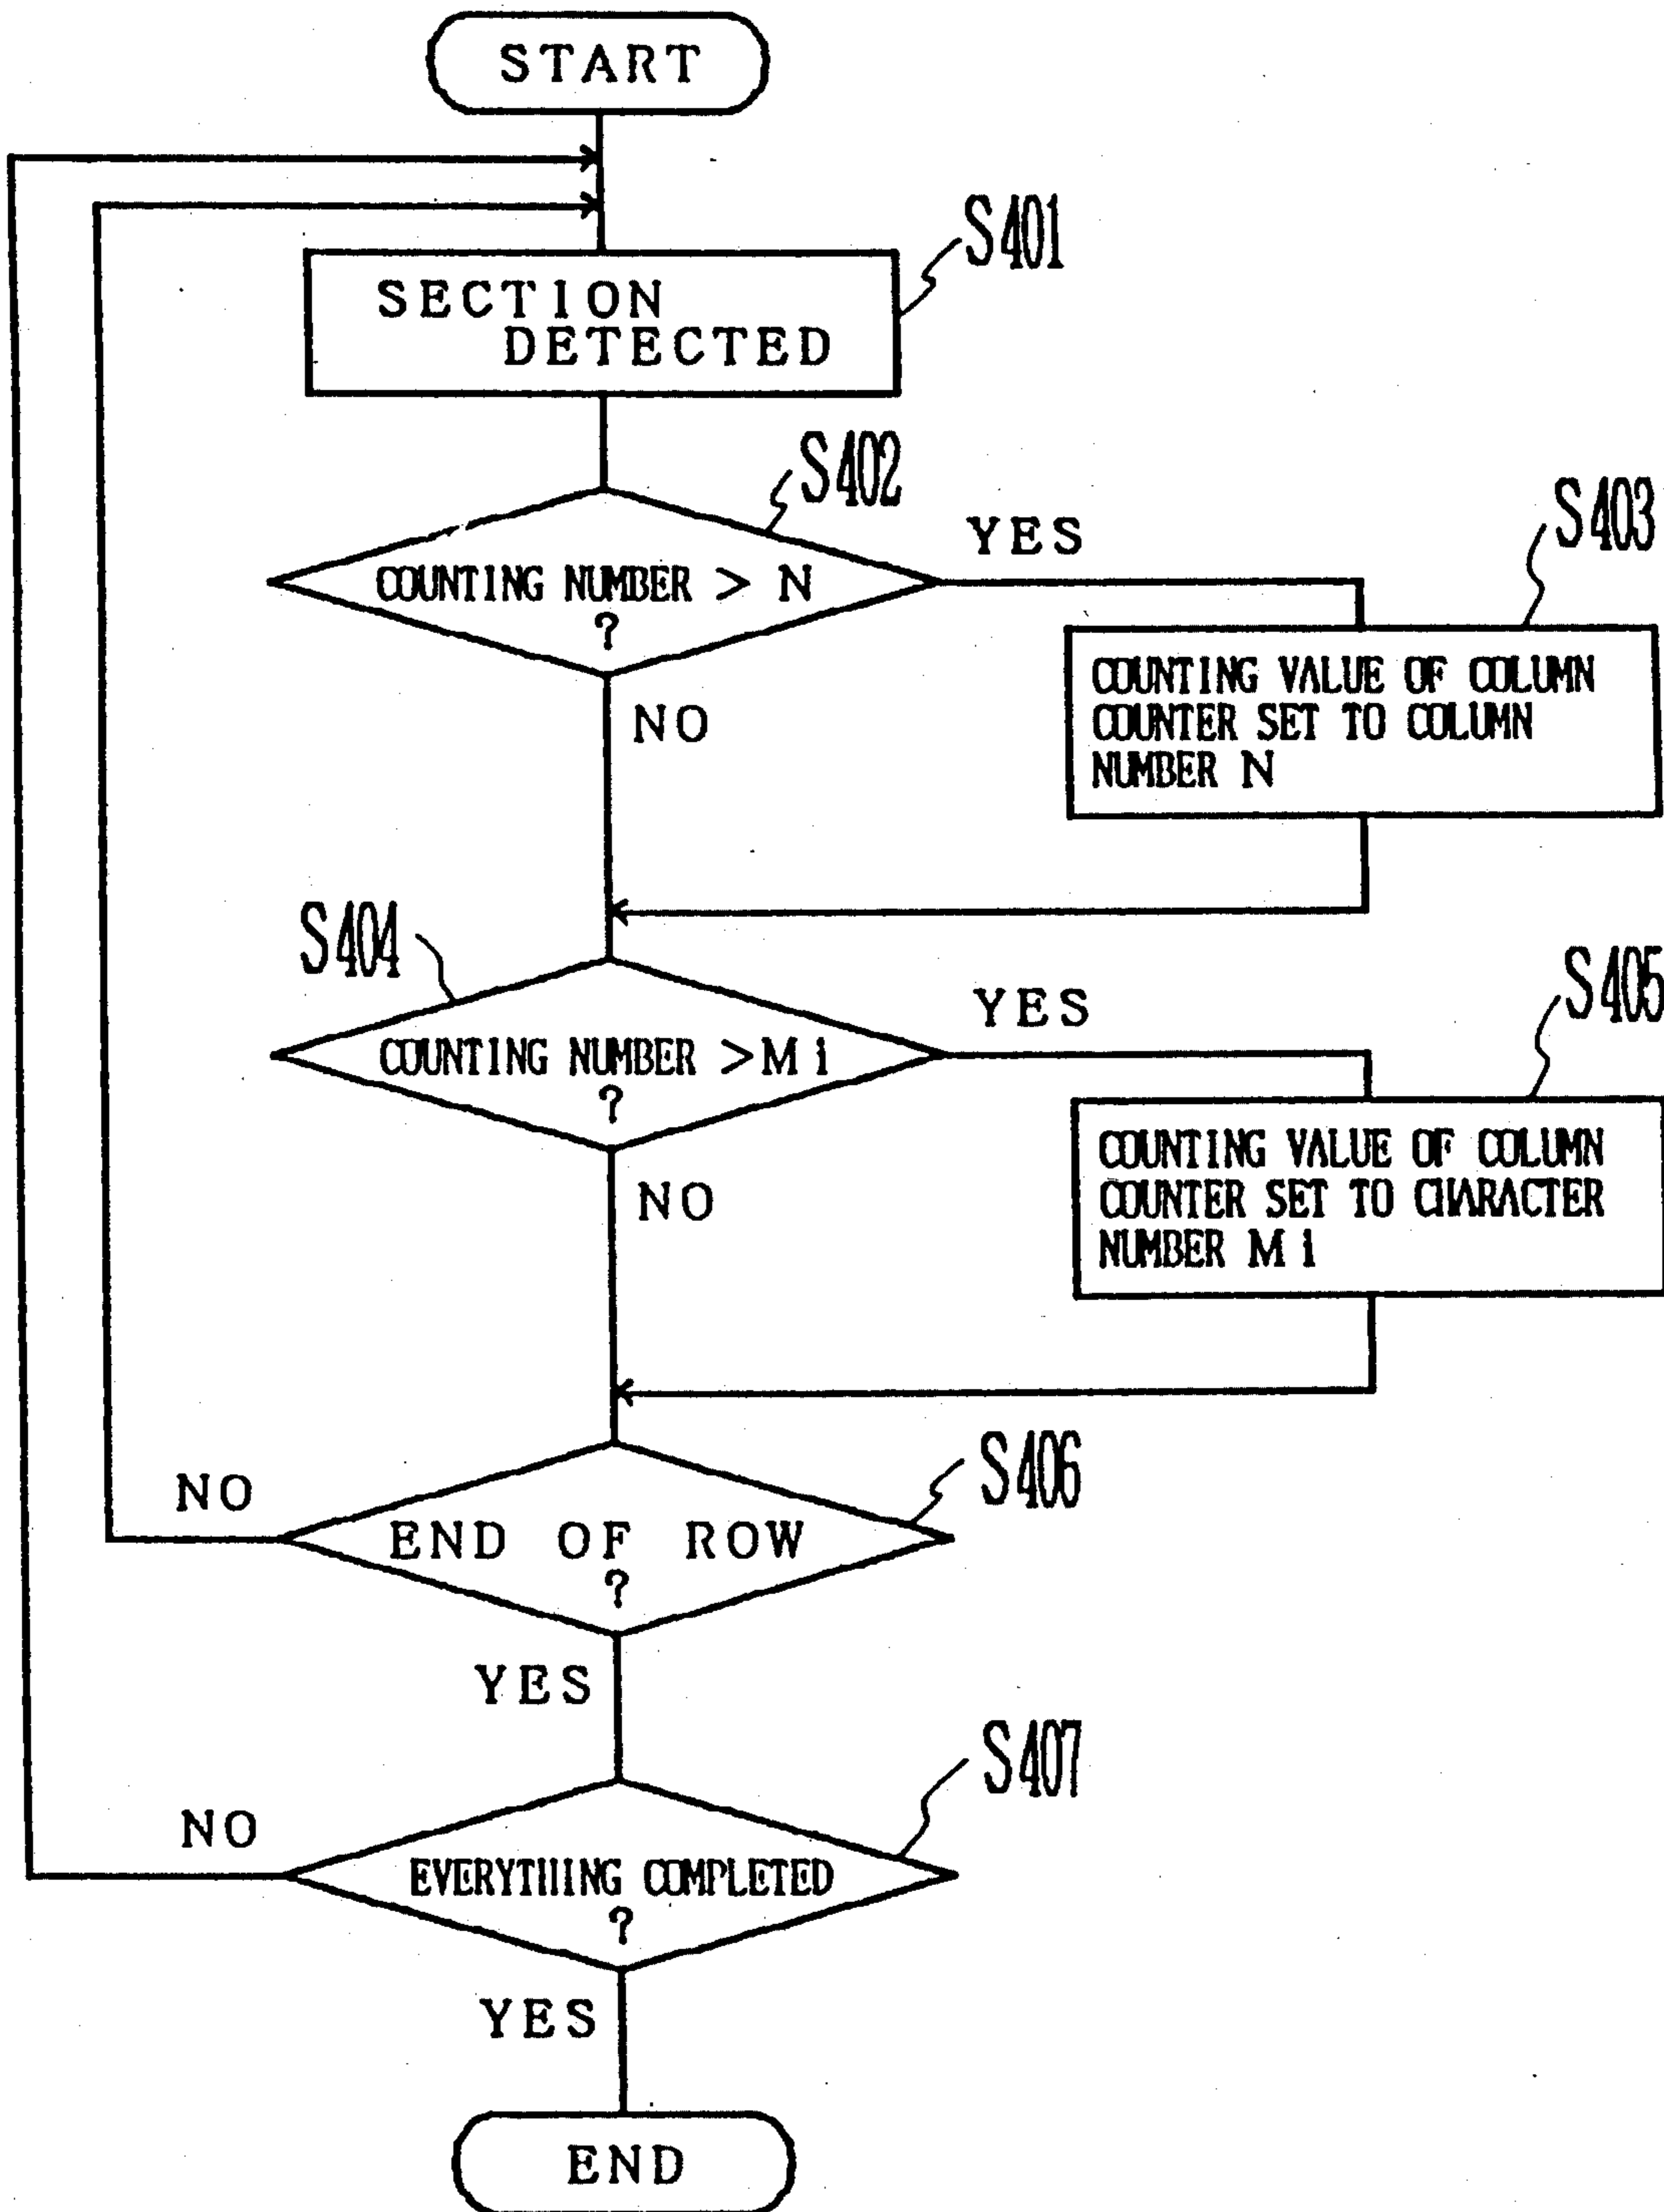 START
S401
SECTION
DETECTED
S402
COUNTING NUMBER > N
?
YES
NO
S403
COUNTING VALUE OF COLUMN
COUNTER SET TO COLUMN
NUMBER N
S404
COUNTING NUMBER >Mi
?
YES
NO
S405
COUNTING VALUE OF COLUMN
COUNTER SET TO CHARACTER
NUMBER Mi
S406
NO
END OF ROW
?
YES
S407
NO
EVERYTHING COMPLETED
?
YES
END